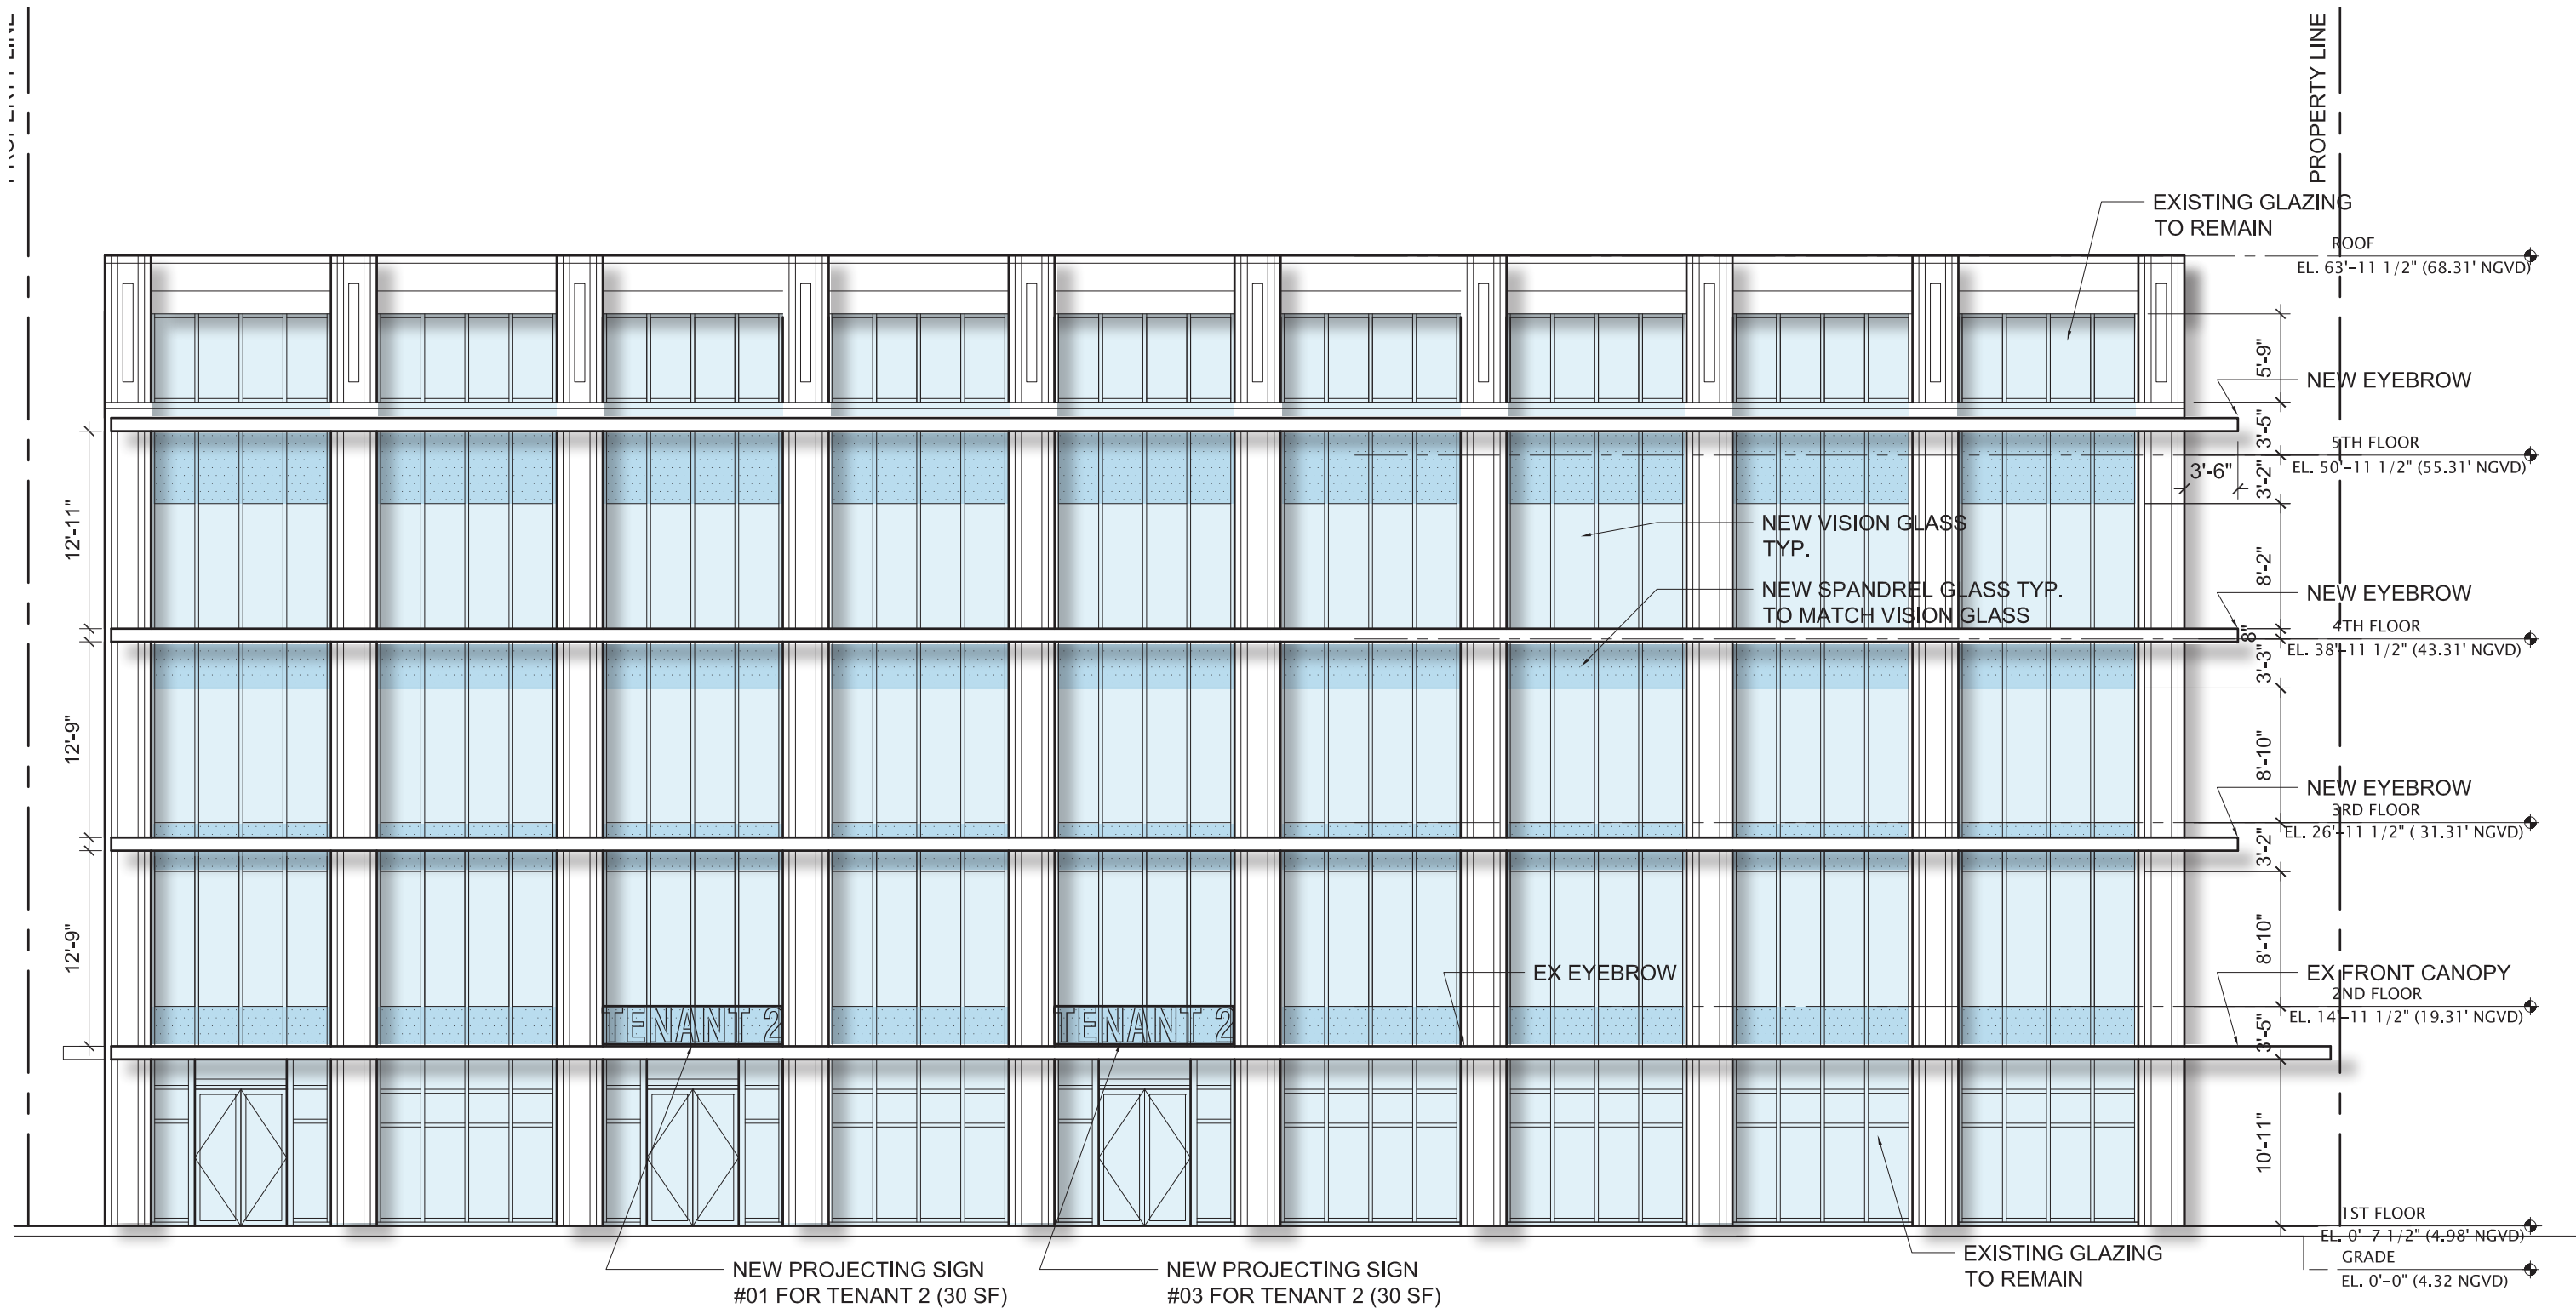 PROPERTY LINE
PROPERTY LINE
EXISTING GLAZING
TO REMAIN
ROOF
EL. 63'-11 1/2" (68.31' NGVD)
5'-9"
NEW EYEBROW
3'-5"
5TH FLOOR
EL. 50'-11 1/2" (55.31' NGVD)
3'-6"
3'-2"
12'-11"
NEW VISION GLASS
TYP.
8'-2"
NEW SPANDREL GLASS TYP.
TO MATCH VISION GLASS
NEW EYEBROW
8"
4TH FLOOR
EL. 38'-11 1/2" (43.31' NGVD)
3'-3"
12'-9"
8'-10"
NEW EYEBROW
3RD FLOOR
EL. 26'-11 1/2" ( 31.31' NGVD)
3'-2"
12'-9"
8'-10"
EX EYEBROW
EX FRONT CANOPY
2ND FLOOR
EL. 14'-11 1/2" (19.31' NGVD)
TENANT 2
TENANT 2
3'-5"
10'-11"
1ST FLOOR
EL. 0'-7 1/2" (4.98' NGVD)
GRADE
EL. 0'-0" (4.32 NGVD)
NEW PROJECTING SIGN
#01 FOR TENANT 2 (30 SF)
NEW PROJECTING SIGN
#03 FOR TENANT 2 (30 SF)
EXISTING GLAZING
TO REMAIN